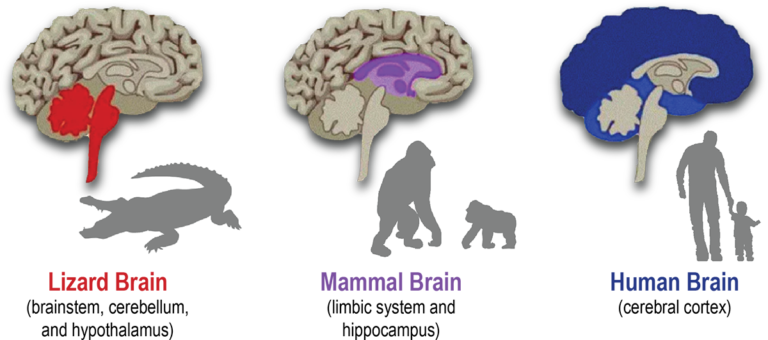 Lizard Brain
(brainstem, cerebellum,
and hypothalamus)
Mammal Brain
(limbic system and
hippocampus)
Human Brain
(cerebral cortex)